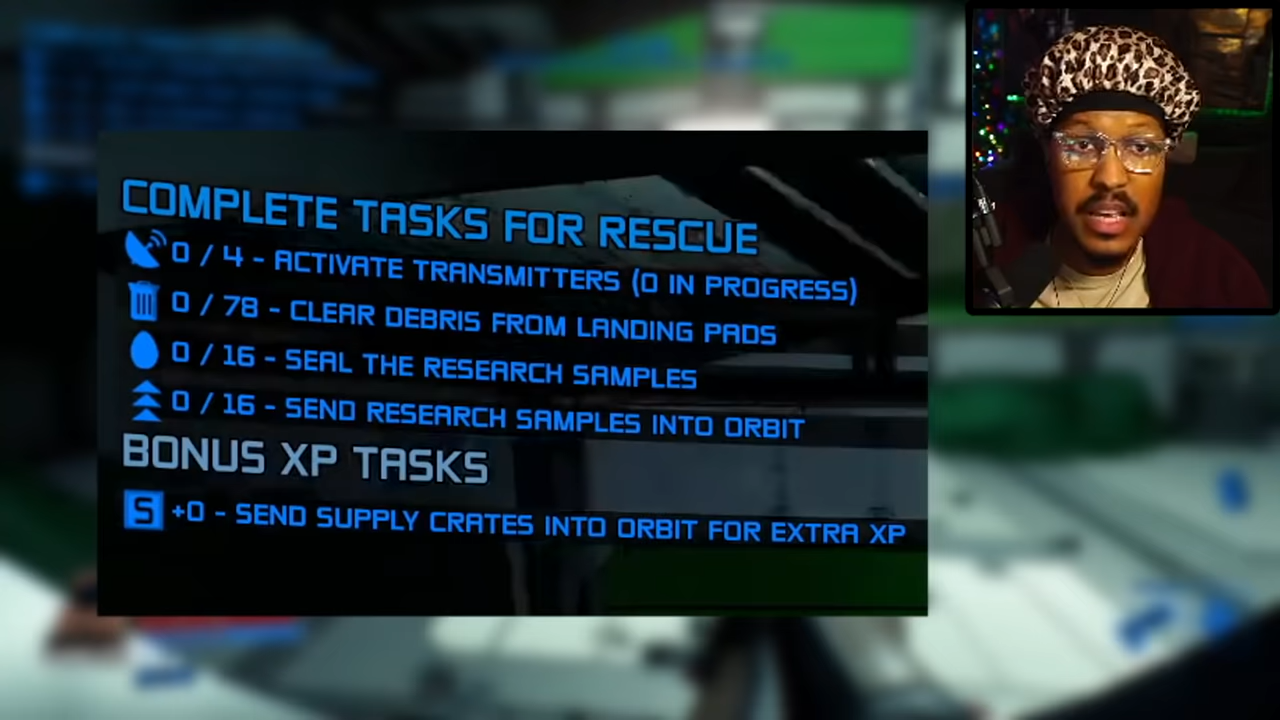 COMPLETE TASKS FOR RESCUE
0 / 4 - ACTIVATE TRANSMITTERS (0 IN PROGRESS)
0 / 78 - CLEAR DEBRIS FROM LANDING PADS
0 / 16 - SEAL THE RESEARCH SAMPLES
0 / 16 - SEND RESEARCH SAMPLES INTO ORBIT
BONUS XP TASKS
S +0 - SEND SUPPLY CRATES INTO ORBIT FOR EXTRA XP